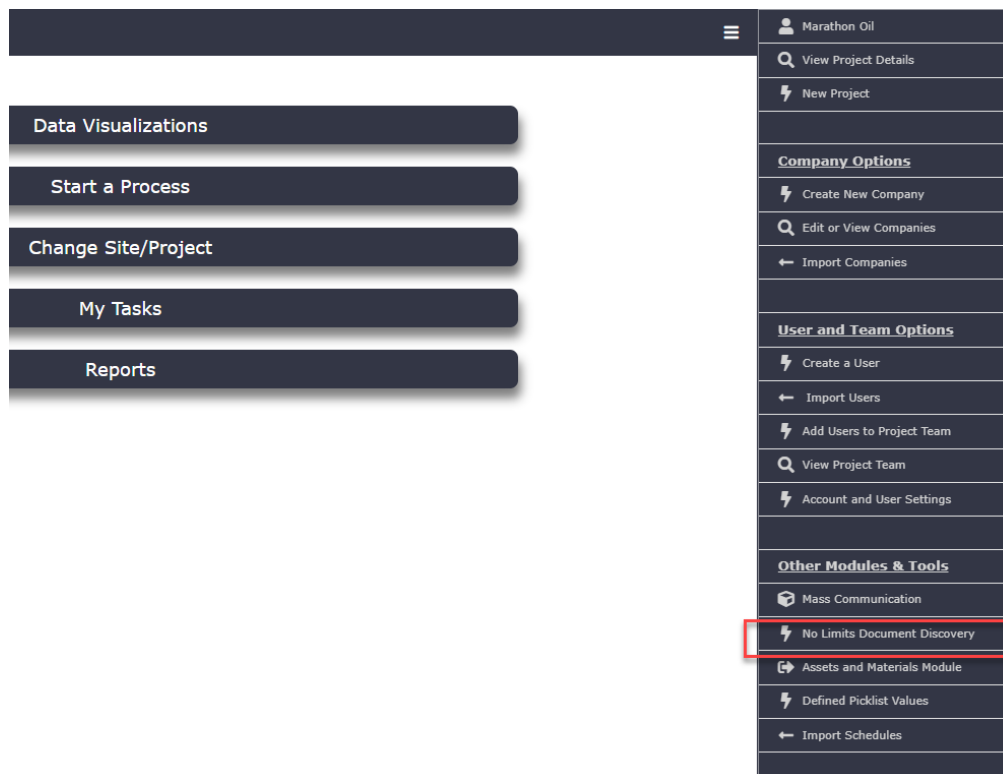 Data Visualizations
Start a Process
Change Site/Project
My Tasks
Reports
Marathon Oil
View Project Details
New Project
Company Options
Create New Company
Edit or View Companies
Import Companies
User and Team Options
Create a User
Import Users
Add Users to Project Team
View Project Team
Account and User Settings
Other Modules & Tools
Mass Communication
No Limits Document Discovery
Assets and Materials Module
Defined Picklist Values
Import Schedules